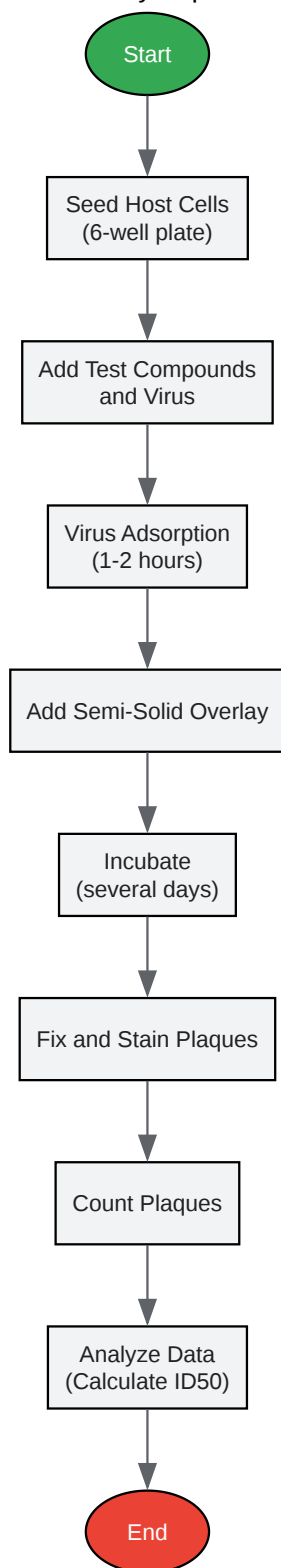 Start
Seed Host Cells
(6-well plate)
Add Test Compounds
and Virus
Virus Adsorption
(1-2 hours)
Add Semi-Solid Overlay
Incubate
(several days)
Fix and Stain Plaques
Count Plaques
Analyze Data
(Calculate ID50)
End